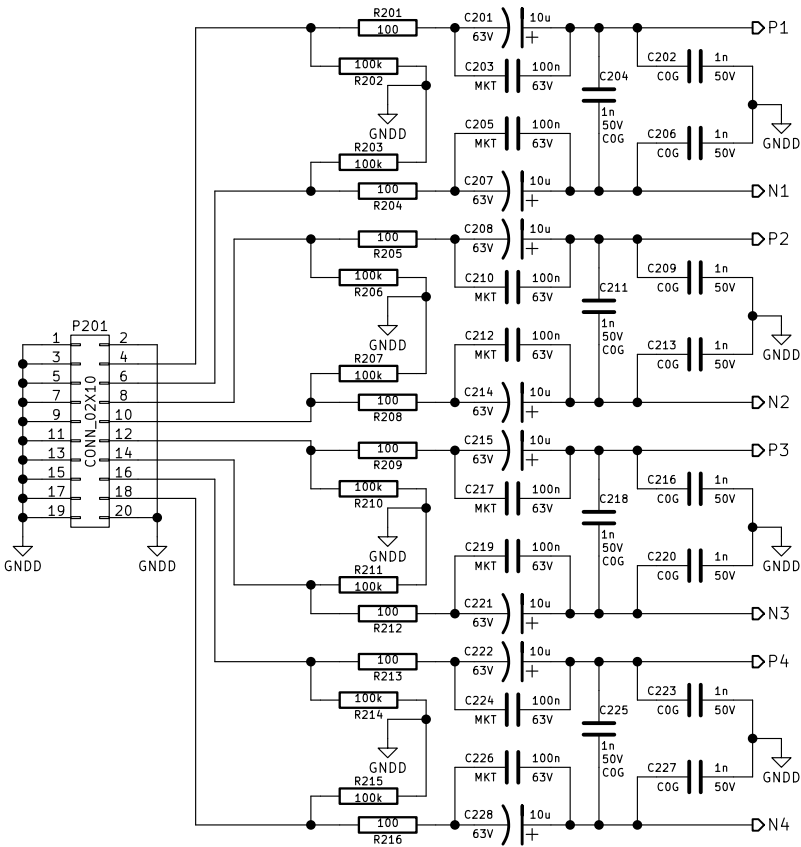 R201 C201 10u
100 63V + P1
100k C203 100n C202 1n
R202 MKT 63V C204 C0G 50V
GNDD 1n
50V
C0G
R203 C205 100n C206 1n
100k MKT 63V C0G 50V GNDD
100 C207 10u N1
R204 63V +
100 C208 10u P2
R205 63V +
100k C210 100n C209 1n
R206 MKT 63V C211 C0G 50V
GNDD 1n
50V
C0G
R207 C212 100n C213 1n
100k MKT 63V C0G 50V GNDD
100 C214 10u N2
R208 63V +
P201
CONN_02X10
1 2
3 4
5 6
7 8
9 10
11 12
13 14
15 16
17 18
19 20
GNDD GNDD
100 C215 10u P3
R209 63V +
100k C217 100n C216 1n
R210 MKT 63V C218 C0G 50V
GNDD 1n
50V
C0G
R211 C219 100n C220 1n
100k MKT 63V C0G 50V GNDD
100 C221 10u N3
R212 63V +
100 C222 10u P4
R213 63V +
100k C224 100n C223 1n
R214 MKT 63V C225 C0G 50V
GNDD 1n
50V
C0G
R215 C226 100n C227 1n
100k MKT 63V C0G 50V GNDD
100 C228 10u N4
R216 63V +